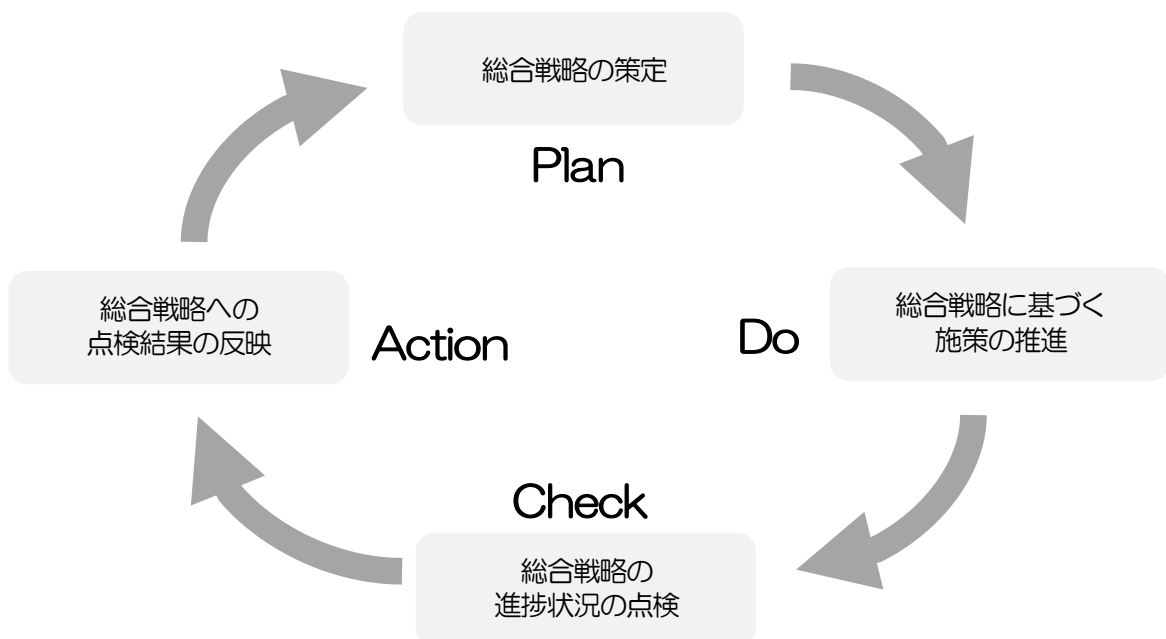 総合戦略の策定
Plan
総合戦略に基づく
施策の推進
Do
Check
総合戦略の
進捗状況の点検
総合戦略への
点検結果の反映
Action